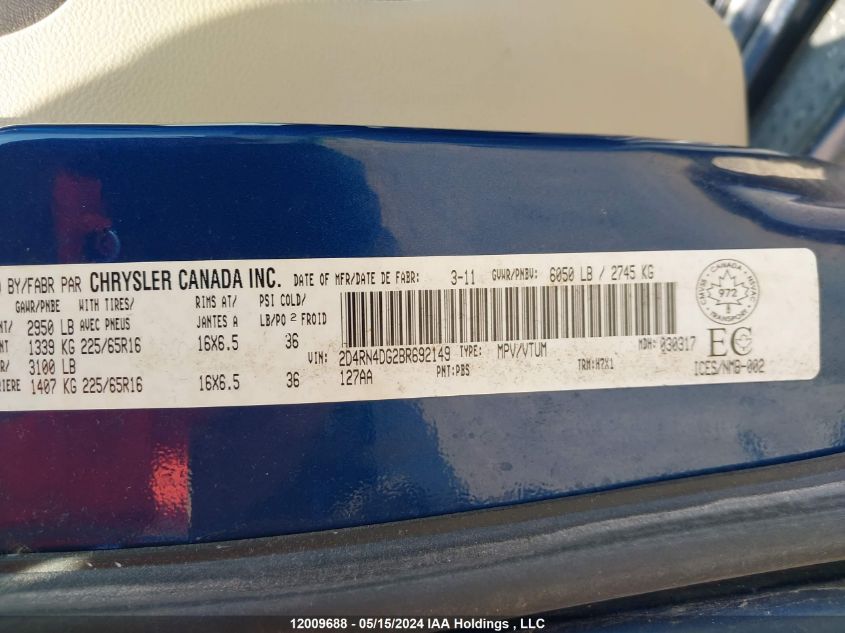 BY/FABR PAR CHRYSLER CANADA INC. DATE OF MFR/DATE DE FABR: 3-11 GVWR/PNBV: 6050 LB / 2745 KG
GAWR/PNBE WITH TIRES/ RIMS AT/ PSI COLD/
2950 LB AVEC PNEUS JANTES A LB/PO 2 FROID
1339 KG 225/65R16 16X6.5 36
3100 LB
1407 KG 225/65R16 16X6.5 36
VIN: 2D4RN4DG2BR692149 TYPE: MPV/VTUM MDH: 030317
127AA PNT:PBS TRM:H7X1
CANADA
972
TRANSPORT
EC
ICES/NMB-002
12009688 - 05/15/2024 IAA Holdings , LLC